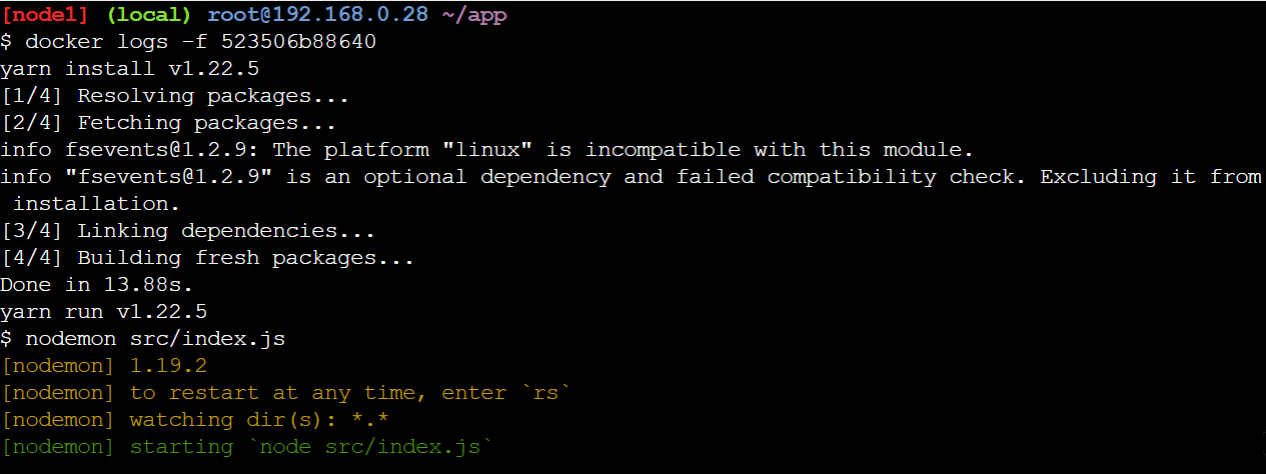 [node1] (local) root@192.168.0.28 ~/app
$ docker logs -f 523506b88640
yarn install v1.22.5
[1/4] Resolving packages...
[2/4] Fetching packages...
info fsevents@1.2.9: The platform "linux" is incompatible with this module.
info "fsevents@1.2.9" is an optional dependency and failed compatibility check. Excluding it from
 installation.
[3/4] Linking dependencies...
[4/4] Building fresh packages...
Done in 13.88s.
yarn run v1.22.5
$ nodemon src/index.js
[nodemon] 1.19.2
[nodemon] to restart at any time, enter `rs`
[nodemon] watching dir(s): *.*
[nodemon] starting `node src/index.js`